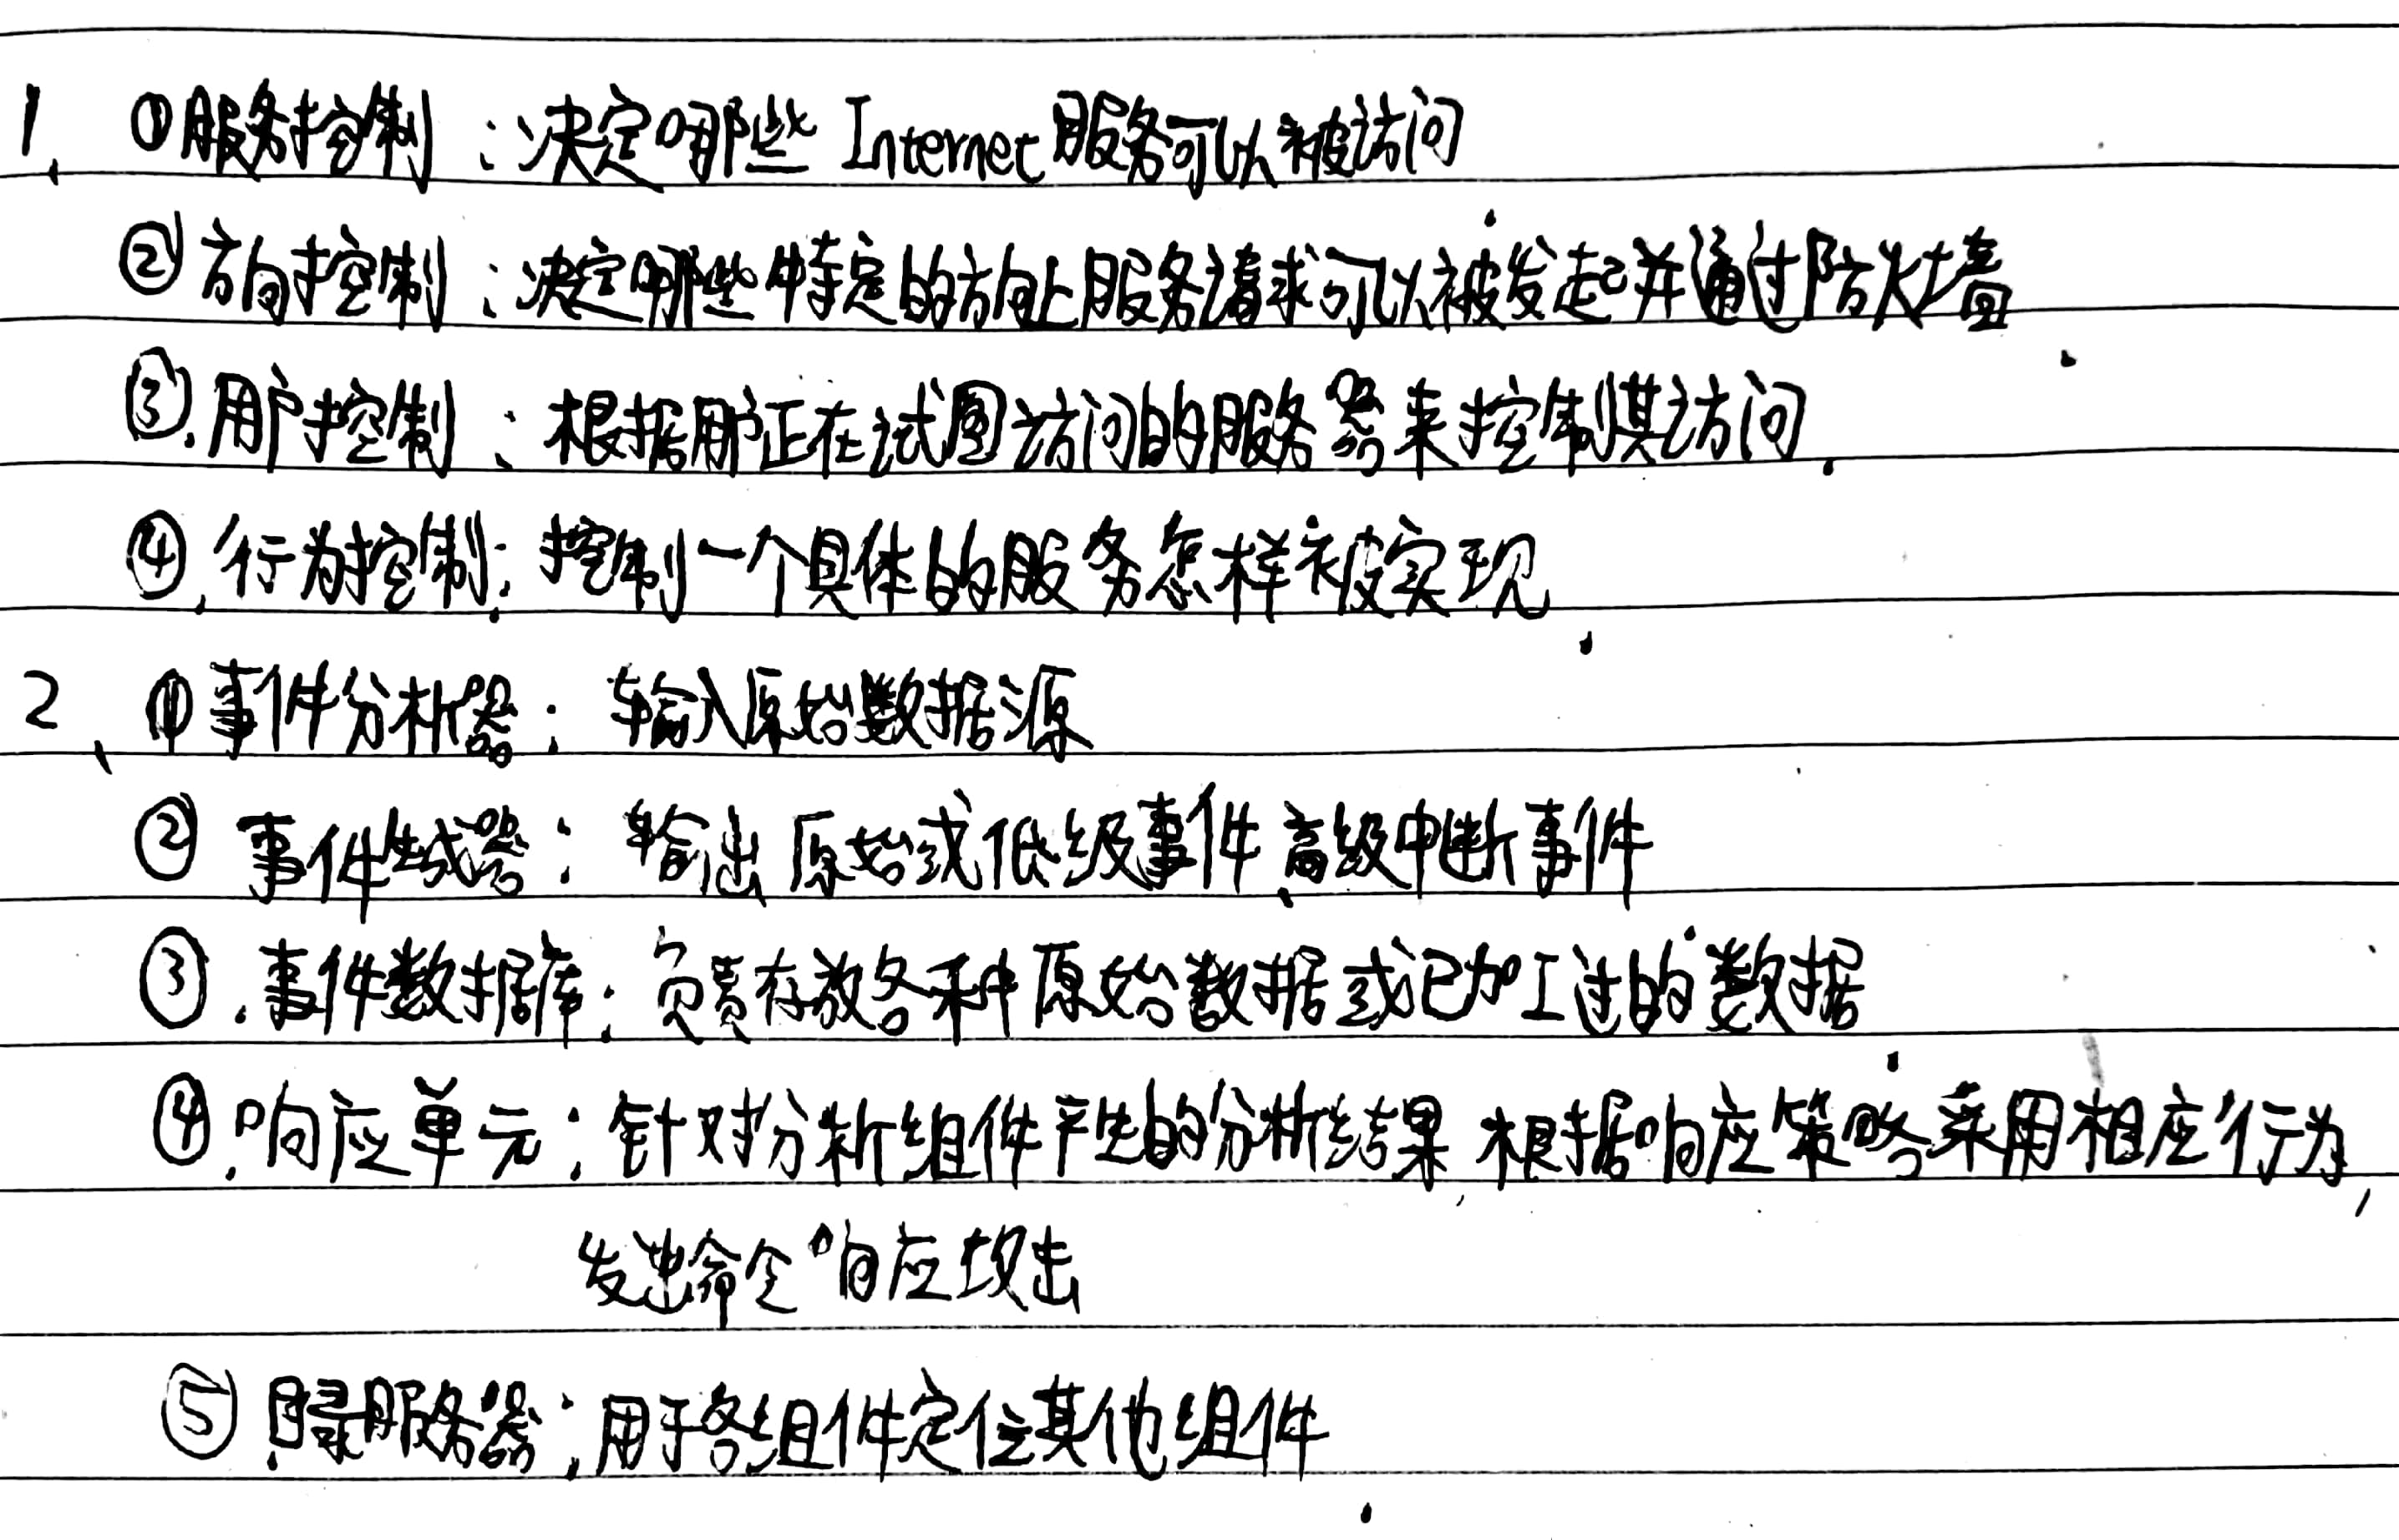 1、①服务控制：决定哪些 Internet 服务可以被访问
②方向控制：决定哪些特定的方向上服务请求可以被发起并通过防火墙.
③.用户控制：根据用户正在试图访问的服务器来控制其访问.
④.行为控制：控制一个具体的服务怎样被实现.
2、①事件分析器：输入原始数据源
②事件生成器：输出原始或低级事件、高级中断事件
③.事件数据库：负责存放各种原始数据或已加工过的数据.
④.响应单元：针对分析组件产生的分析结果,根据响应策略采用相应行为,
发出命令响应攻击
⑤.目录服务器：用于各组件定位其他组件.